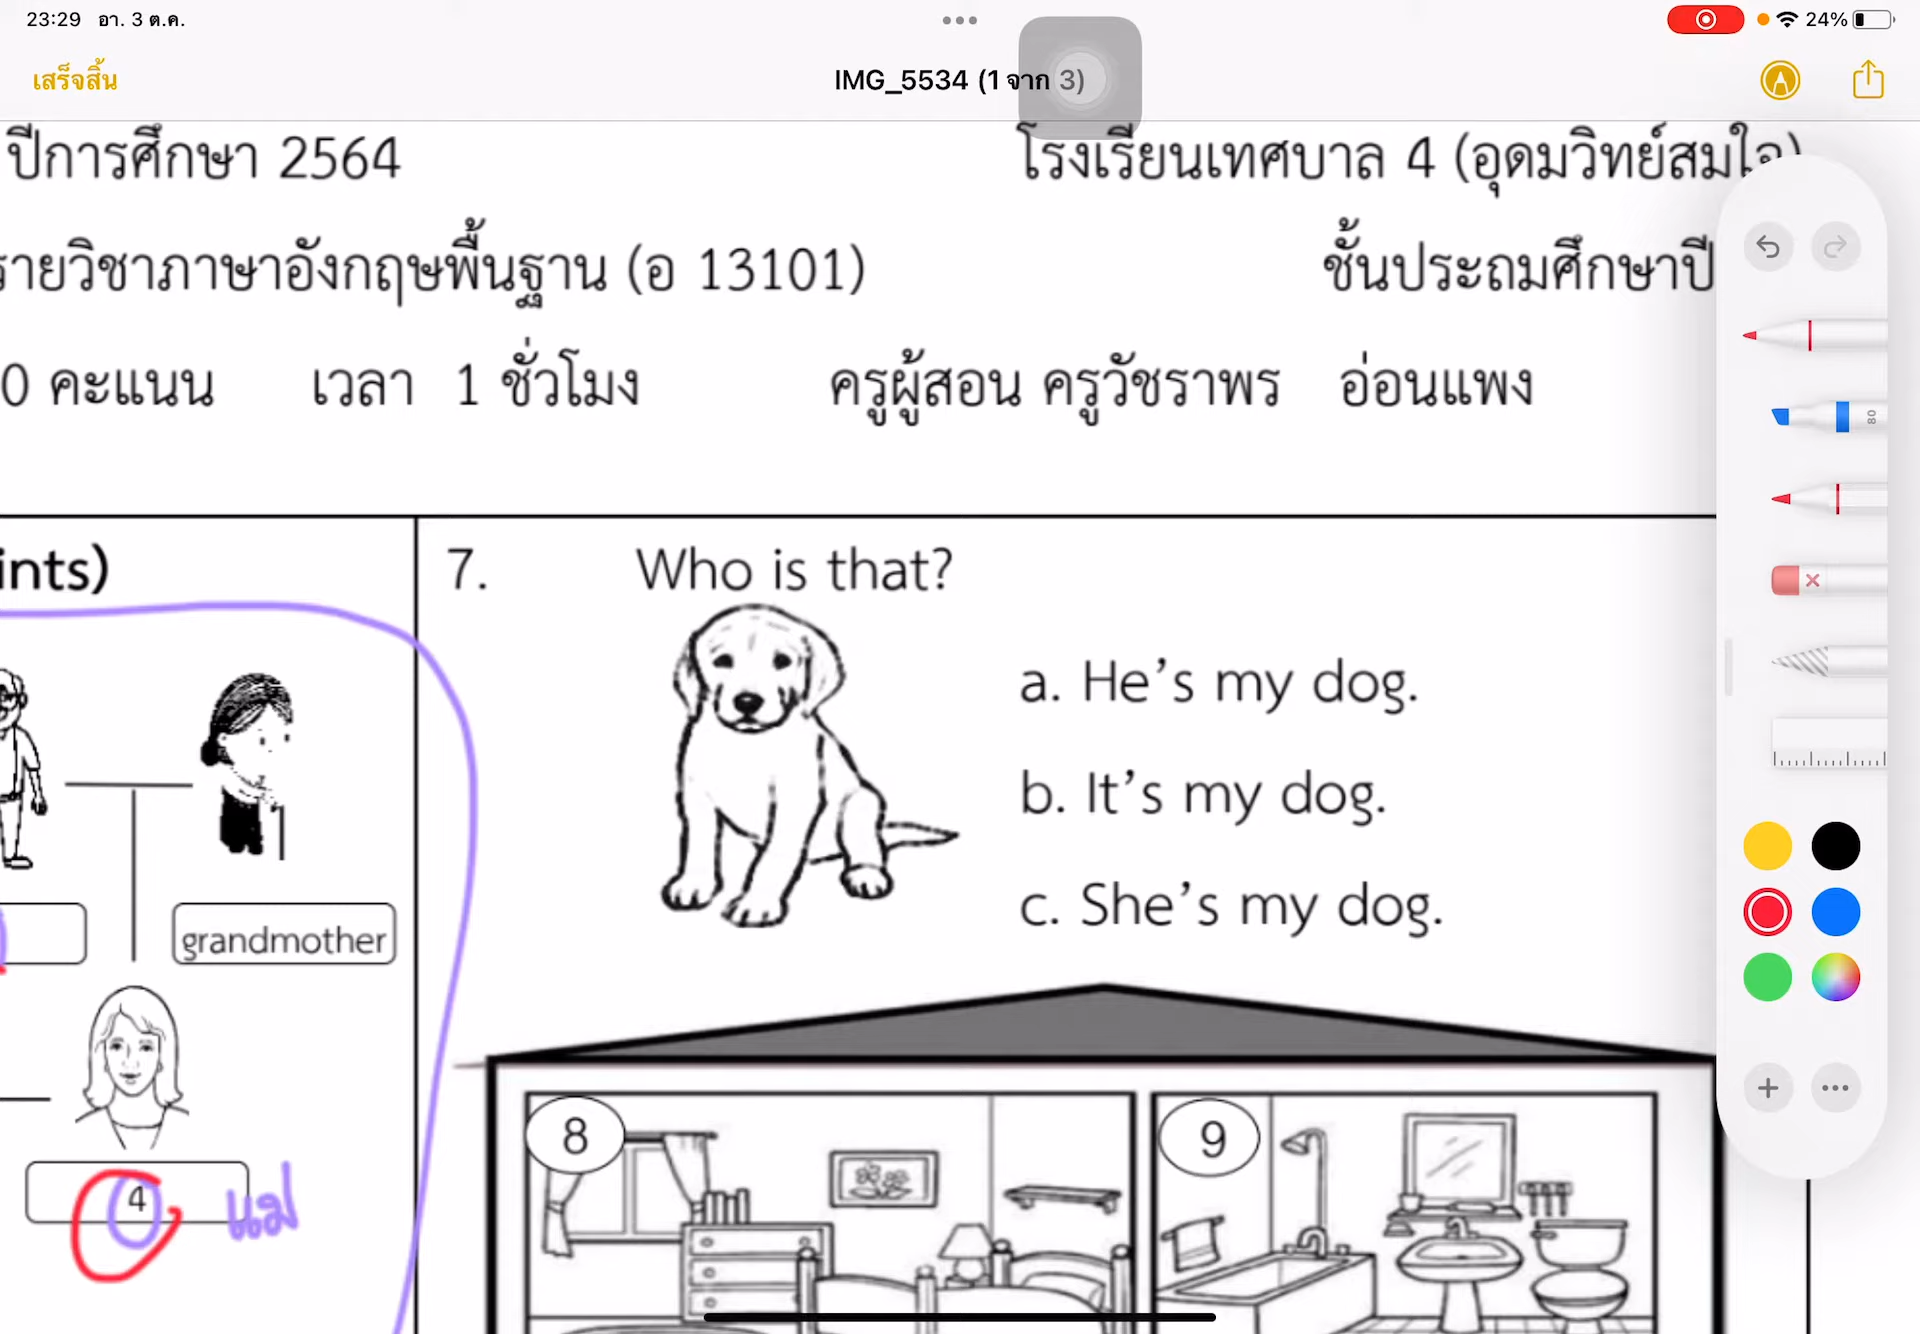 23:29 อา. 3 ต.ค.
24%
เสร็จสิ้น
IMG_5534 (1 จาก 3)
ปีการศึกษา 2564 โรงเรียนเทศบาล 4 (อุดมวิทย์สมใจ)
รายวิชาภาษาอังกฤษพื้นฐาน (อ 13101) ชั้นประถมศึกษาปี
0 คะแนน เวลา 1 ชั่วโมง ครูผู้สอน ครูวัชราพร อ่อนแพง
ints)
grandmother
4 แม่
7. Who is that?
a. He's my dog.
b. It's my dog.
c. She's my dog.
8
9
80